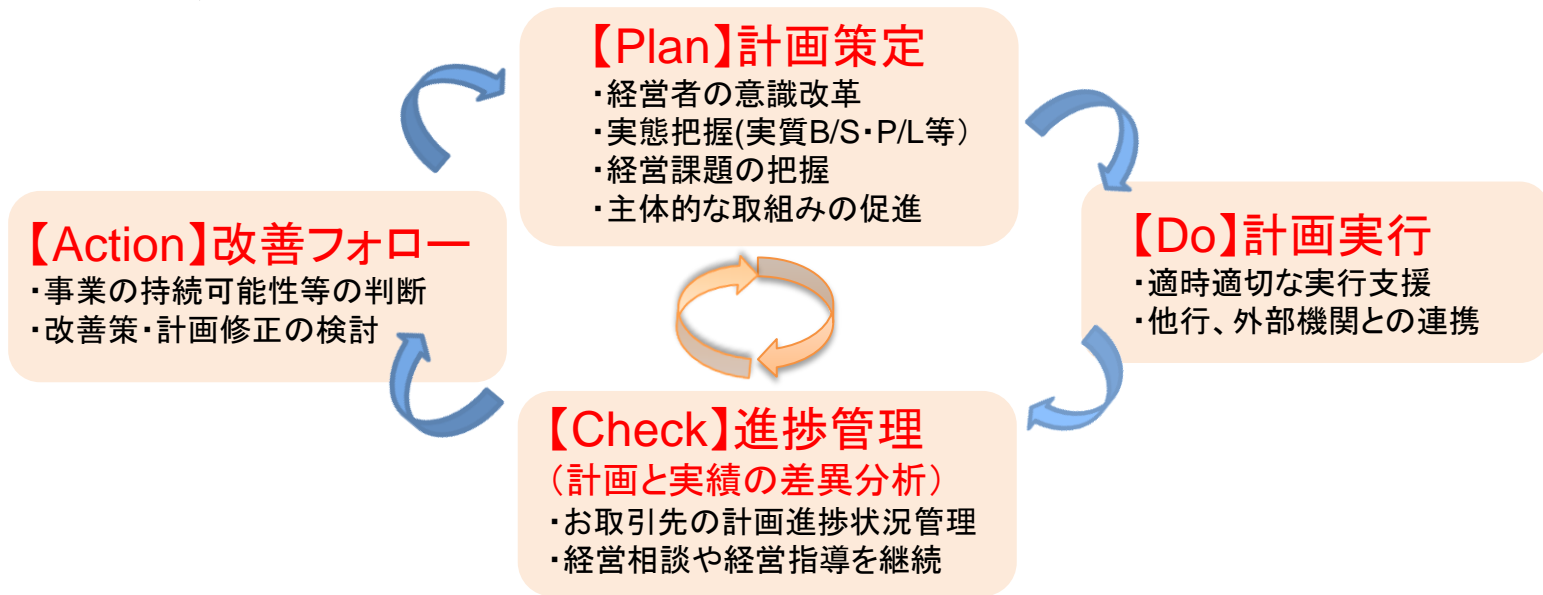 【Plan】計画策定
・経営者の意識改革
・実態把握(実質B/S・P/L等）
・経営課題の把握
・主体的な取組みの促進
【Do】計画実行
・適時適切な実行支援
・他行、外部機関との連携
【Check】進捗管理
（計画と実績の差異分析）
・お取引先の計画進捗状況管理
・経営相談や経営指導を継続
【Action】改善フォロー
・事業の持続可能性等の判断
・改善策・計画修正の検討